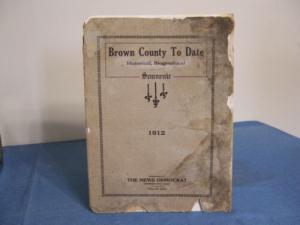 Brown County To Date
Historical, Biographical
Souvenir
1912
THE NEWS DEMOCRAT